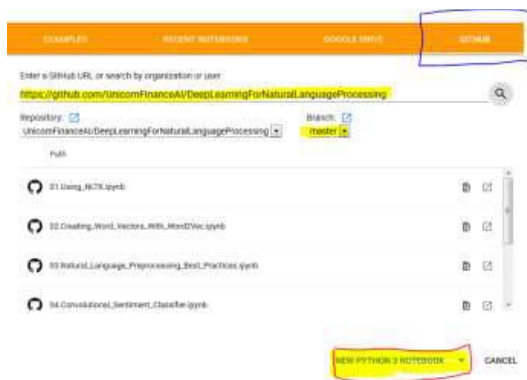 EXAMPLES RECENT NOTEBOOKS GOOGLE DRIVE GITHUB
Enter a GitHub URL or search by organization or user
https://github.com/UnicomFinanceAI/DeepLearningForNaturalLanguageProcessing
Repository: Branch:
UnicomFinanceAI/DeepLearningForNaturalLanguageProcessing master
Path
01.Using_NLTK.ipynb
02.Creating_Word_Vectors_With_Word2Vec.ipynb
03.Natural_Language_Preprocessing_Best_Practices.ipynb
04.Convolutional_Sentiment_Classifier.ipynb
NEW PYTHON 3 NOTEBOOK CANCEL